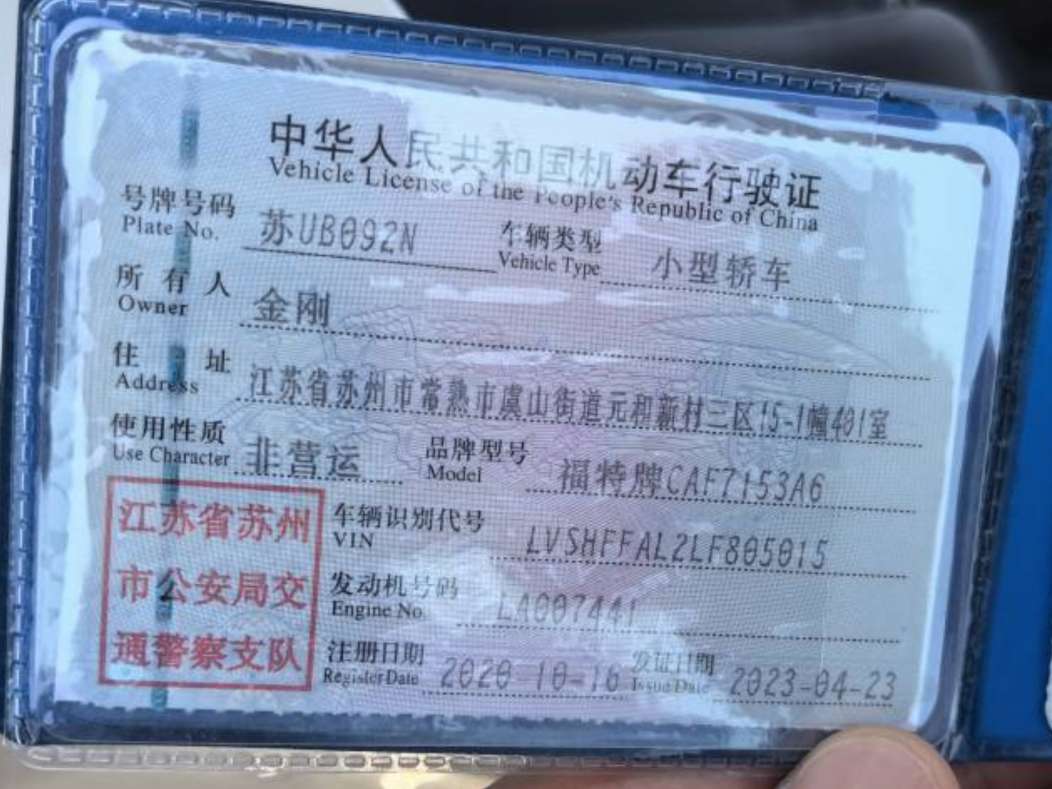 中华人民共和国机动车行驶证
Vehicle License of the People's Republic of China
号牌号码 苏UB092N 车辆类型 小型轿车
Plate No. Vehicle Type
所有人 金刚
Owner
住址 江苏省苏州市常熟市虞山街道元和新村三区15-1幢401室
Address
使用性质 非营运 品牌型号 福特牌CAF7153A6
Use Character Model
江苏省苏州
市公安局交
通警察支队
车辆识别代号 LVSHFFAL2LF805015
VIN
发动机号码 LA007441
Engine No.
注册日期 2020-10-16 发证日期 2023-04-23
Register Date Issue Date